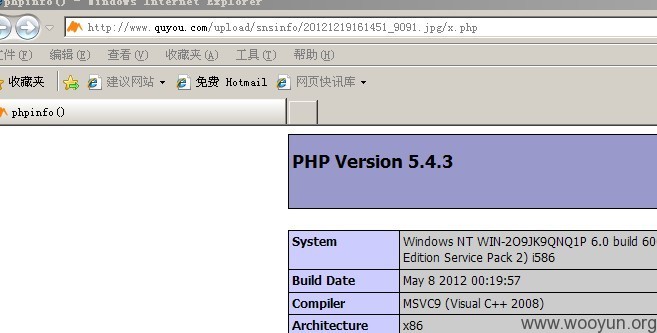 phpinfo() - Windows Internet Explorer
http://www.quyou.com/upload/snsinfo/20121219161451_9091.jpg/x.php
文件(F) 编辑(E) 查看(V) 收藏夹(A) 工具(T) 帮助(H)
收藏夹 建议网站 免费 Hotmail 网页快讯库
phpinfo()
PHP Version 5.4.3
System Windows NT WIN-2O9JK9QNQ1P 6.0 build 60
Edition Service Pack 2) i586
Build Date May 8 2012 00:19:57
Compiler MSVC9 (Visual C++ 2008)
Architecture x86
www.wooyun.org